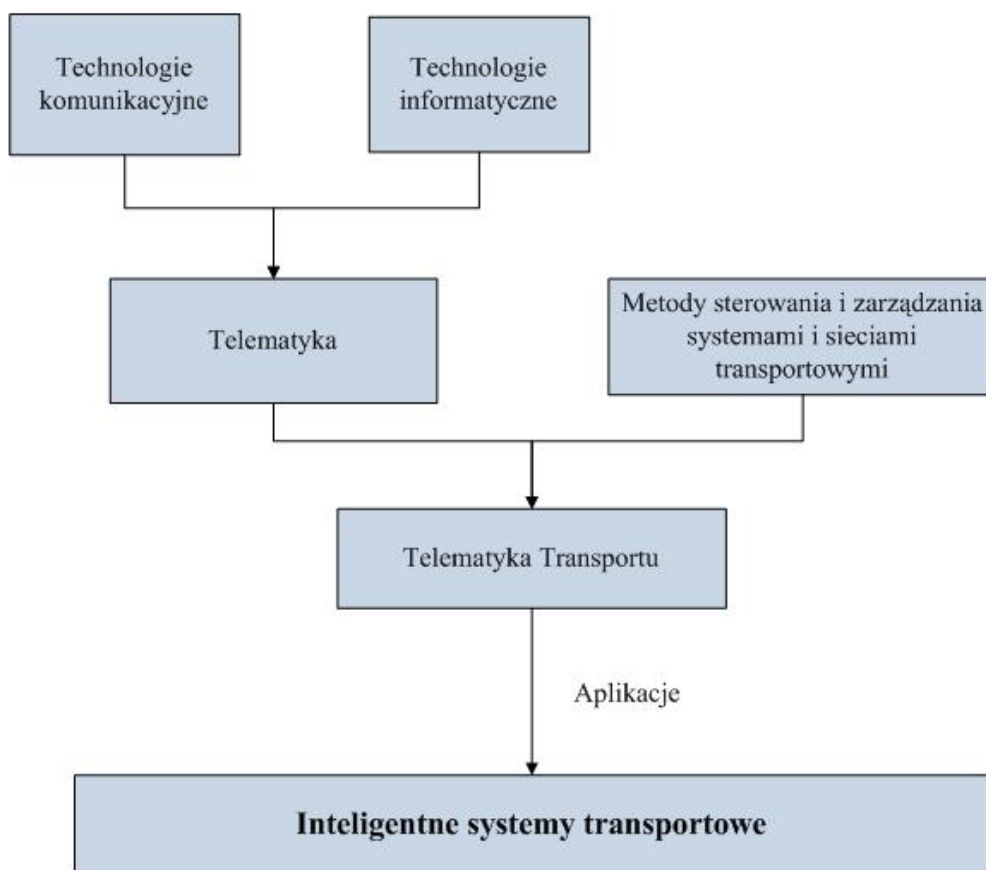 Technologie
komunikacyjne
Technologie
informatyczne
Telematyka
Metody sterowania i zarządzania
systemami i sieciami
transportowymi
Telematyka Transportu
Aplikacje
Inteligentne systemy transportowe